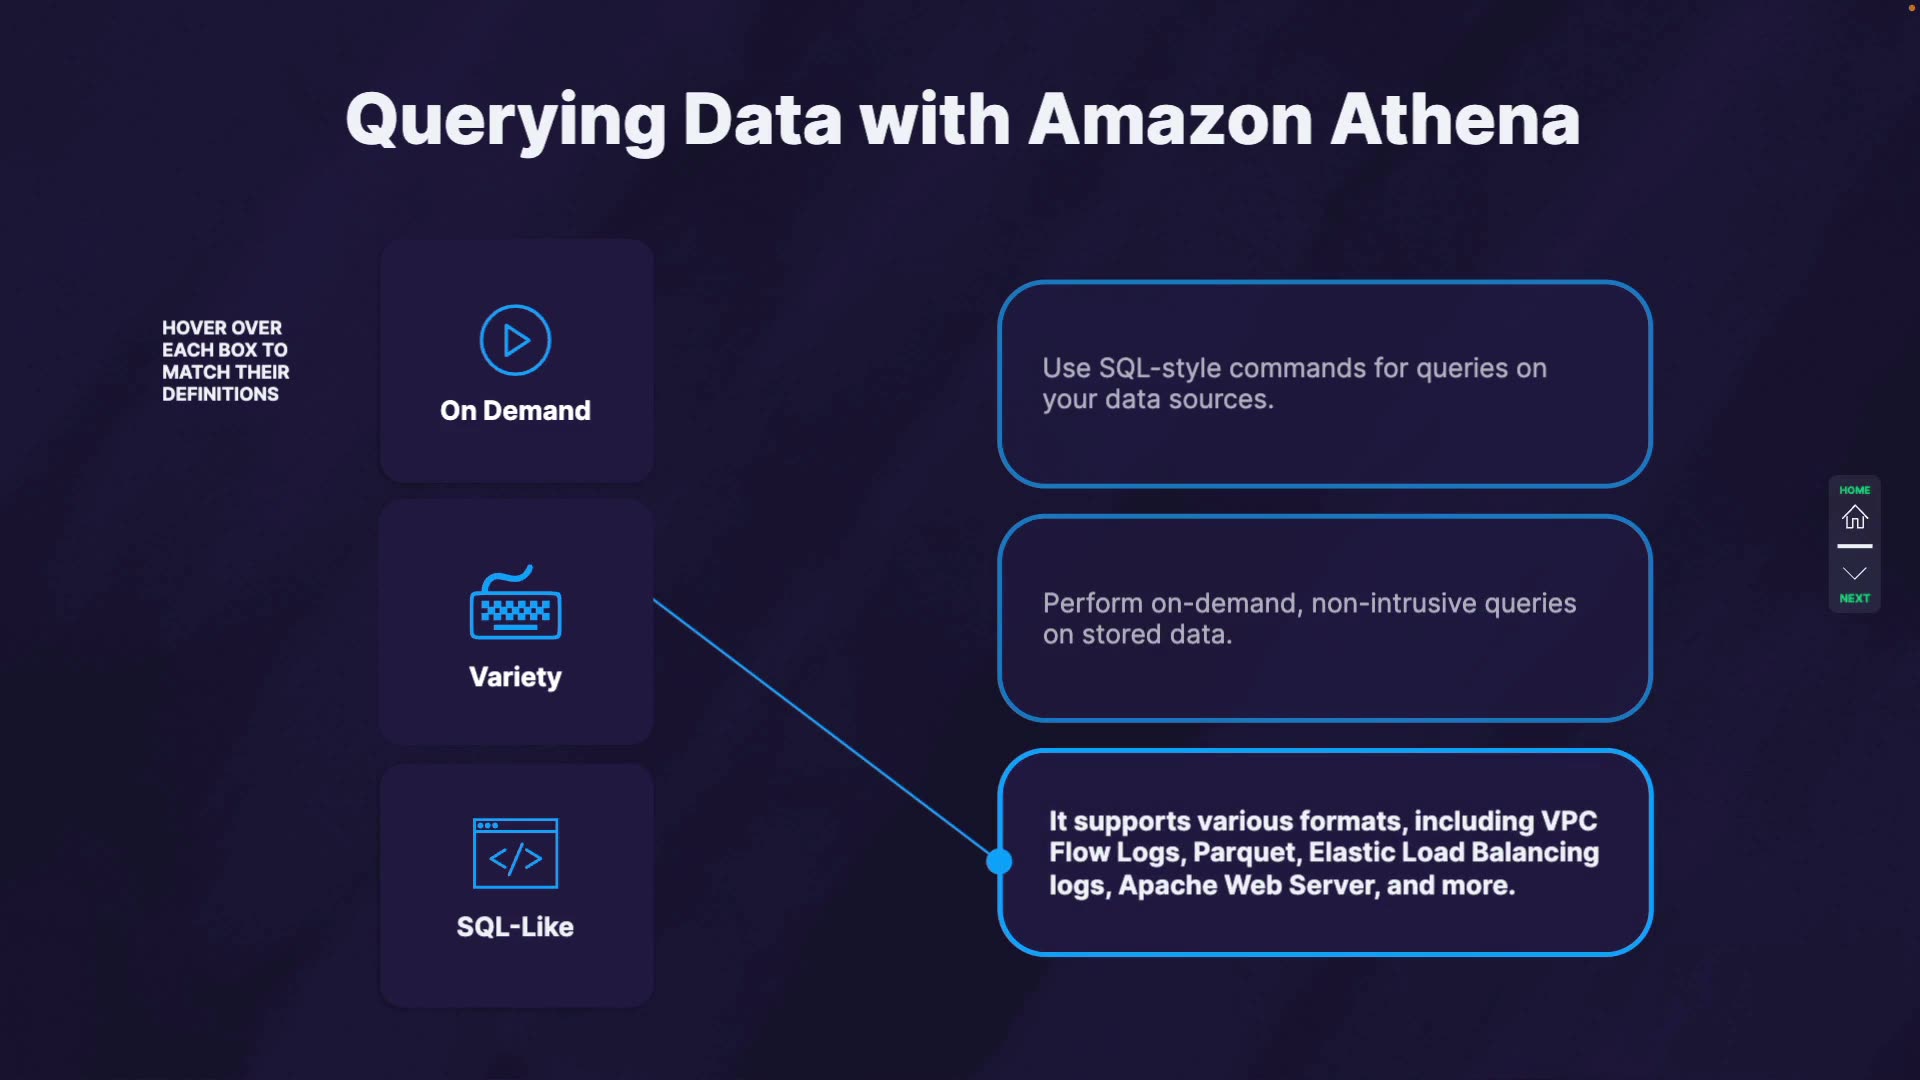 Querying Data with Amazon Athena
HOVER OVER
EACH BOX TO
MATCH THEIR
DEFINITIONS
On Demand
Variety
</>
SQL-Like
Use SQL-style commands for queries on
your data sources.
Perform on-demand, non-intrusive queries
on stored data.
It supports various formats, including VPC
Flow Logs, Parquet, Elastic Load Balancing
logs, Apache Web Server, and more.
HOME
NEXT